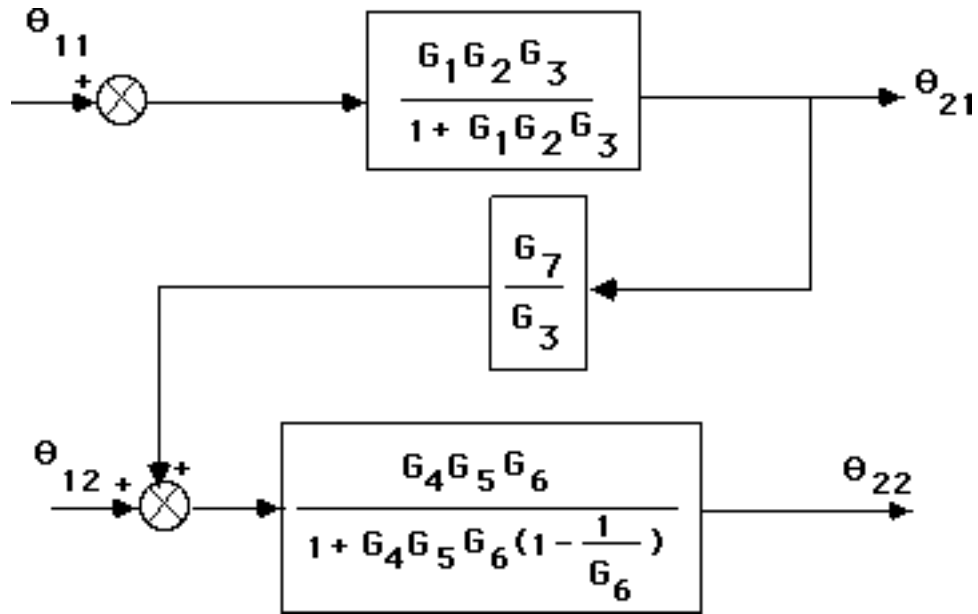 θ₁₁
+
G₁G₂G₃
1 + G₁G₂G₃
θ₂₁
G₇
G₃
θ₁₂ +
+
G₄G₅G₆
1 + G₄G₅G₆(1 - 1/G₆)
θ₂₂